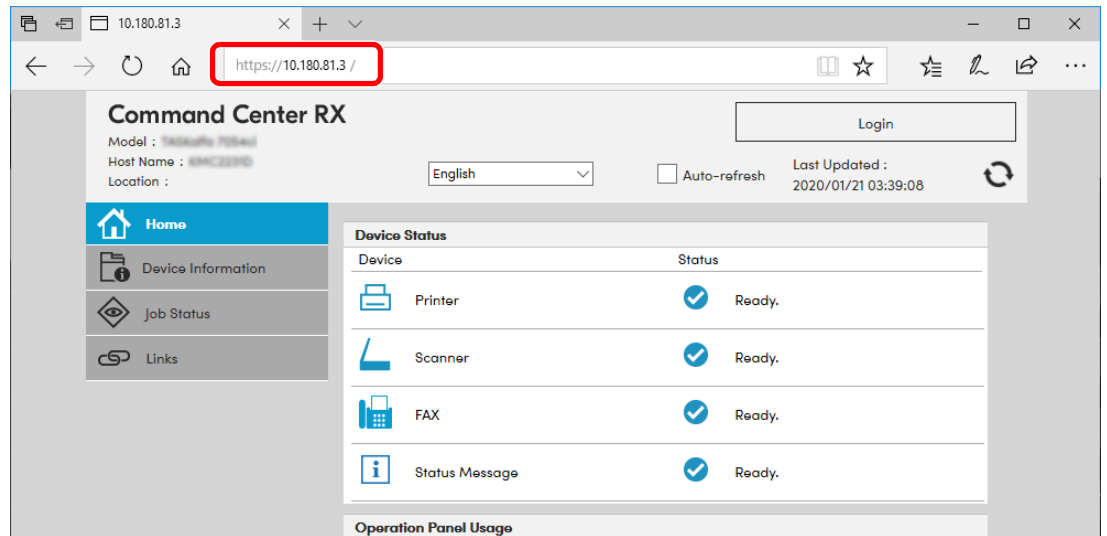 10.180.81.3
https://10.180.81.3 /
Command Center RX
Model :
Host Name :
Location :
Login
English
Auto-refresh
Last Updated :
2020/01/21 03:39:08
Home
Device Information
Job Status
Links
Device Status
Device Status
Printer Ready.
Scanner Ready.
FAX Ready.
Status Message Ready.
Operation Panel Usage